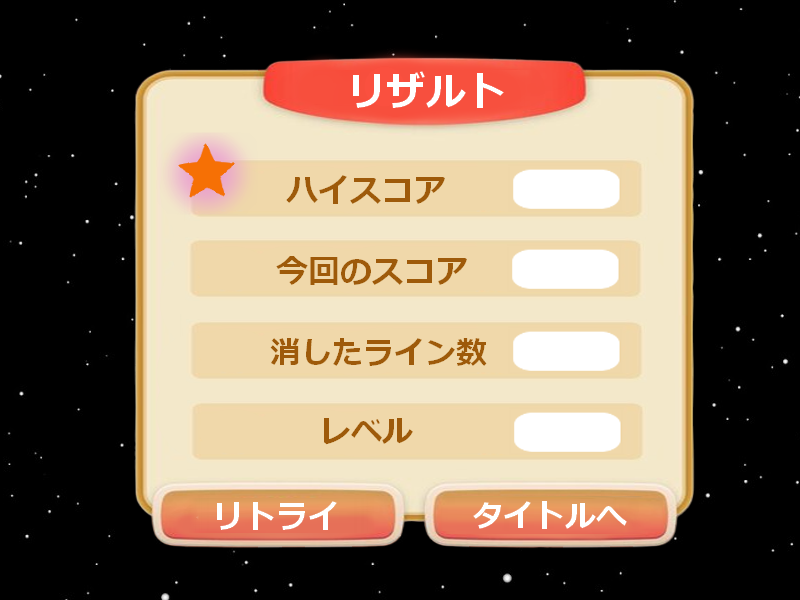 リザルト
ハイスコア
今回のスコア
消したライン数
レベル
リトライ
タイトルへ